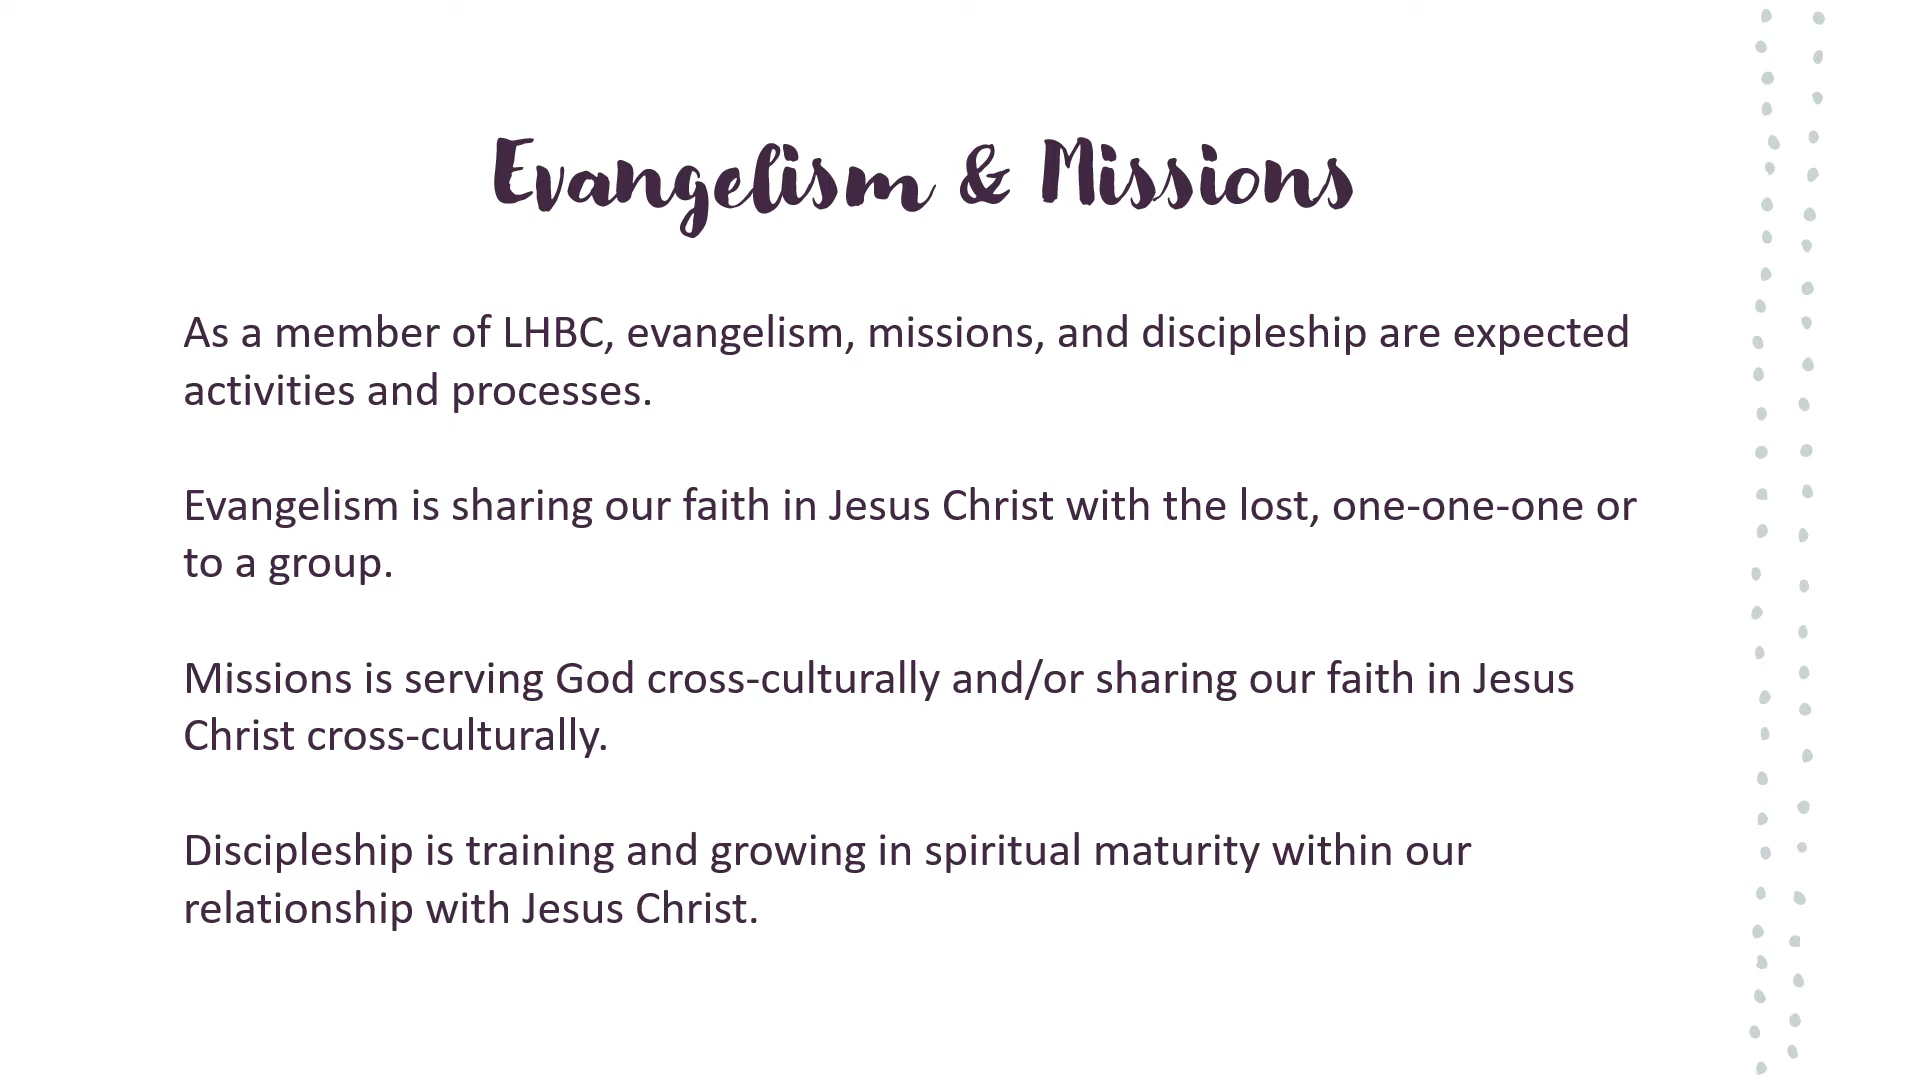 Evangelism & Missions
As a member of LHBC, evangelism, missions, and discipleship are expected
activities and processes.
Evangelism is sharing our faith in Jesus Christ with the lost, one-one-one or
to a group.
Missions is serving God cross-culturally and/or sharing our faith in Jesus
Christ cross-culturally.
Discipleship is training and growing in spiritual maturity within our
relationship with Jesus Christ.